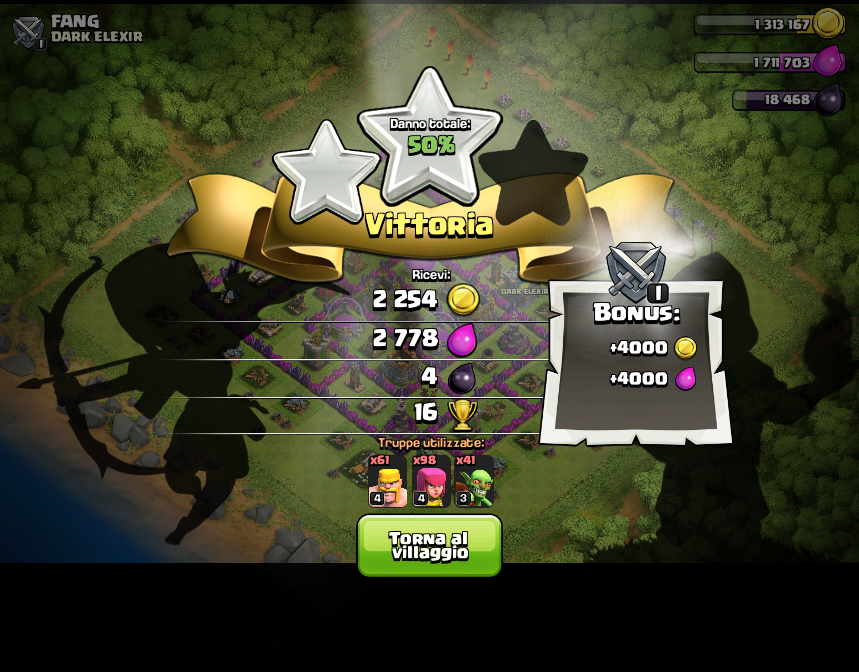 FANG
DARK ELEXIR
I
1 313 167
1 711 703
18 468
Danno totale:
50%
Vittoria
Ricevi:
2 254
2 778
4
16
DARK ELEXIR
I
Bonus:
+4000
+4000
Truppe utilizzate:
x61 x98 x41
4 4 3
Torna al
villaggio